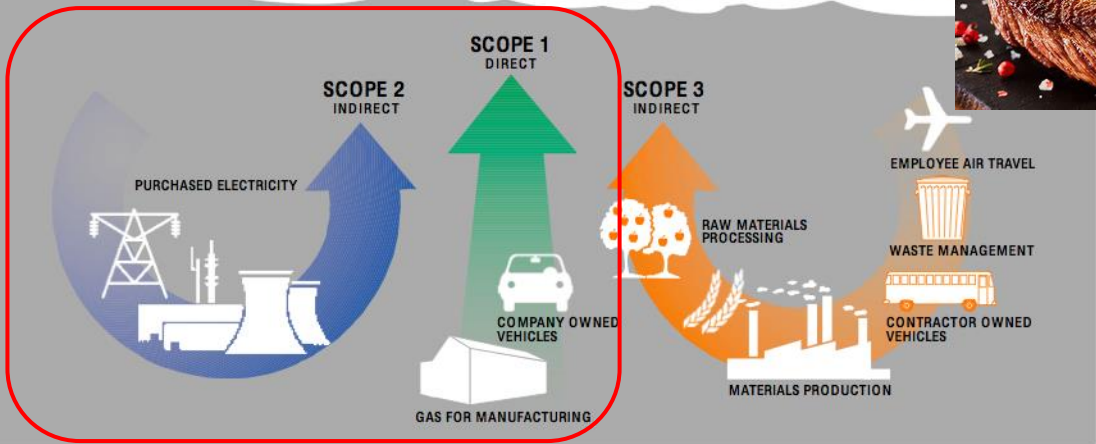 SCOPE 1
DIRECT
SCOPE 2
INDIRECT
SCOPE 3
INDIRECT
PURCHASED ELECTRICITY
COMPANY OWNED
VEHICLES
GAS FOR MANUFACTURING
RAW MATERIALS
PROCESSING
MATERIALS PRODUCTION
EMPLOYEE AIR TRAVEL
WASTE MANAGEMENT
CONTRACTOR OWNED
VEHICLES